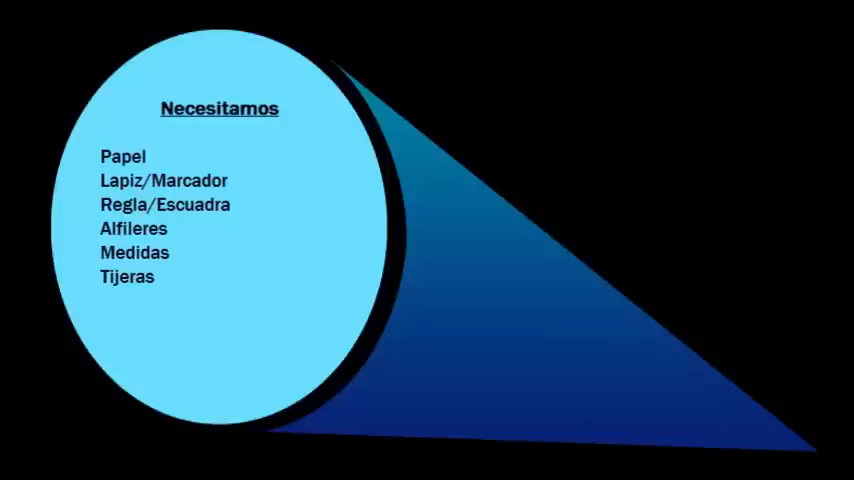 Necesitamos
Papel
Lapiz/Marcador
Regla/Escuadra
Alfileres
Medidas
Tijeras